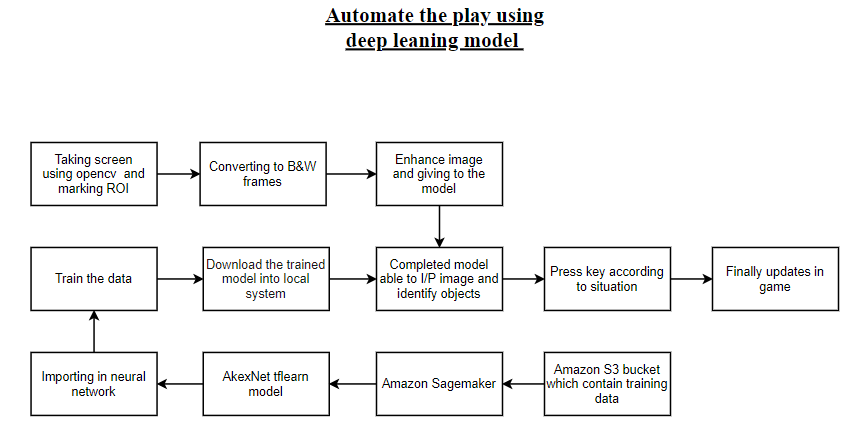 Automate the play using
deep leaning model
Taking screen
using opencv and
marking ROI
Converting to B&W
frames
Enhance image
and giving to the
model
Train the data
Download the trained
model into local
system
Completed model
able to I/P image and
identify objects
Press key according
to situation
Finally updates in
game
Importing in neural
network
AkexNet tflearn
model
Amazon Sagemaker
Amazon S3 bucket
which contain training
data